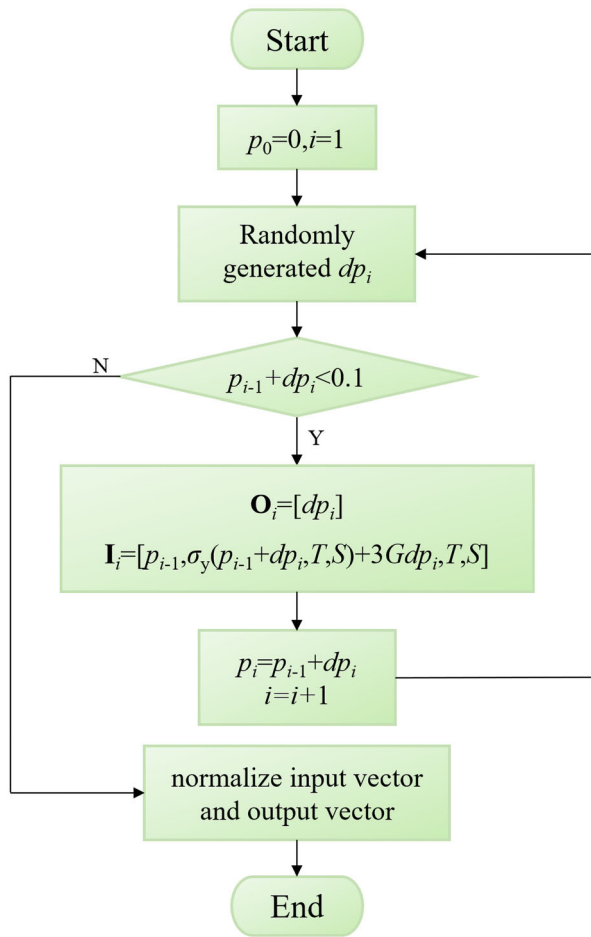 Start
p₀=0,i=1
Randomly
generated dpᵢ
N
pᵢ₋₁+dpᵢ<0.1
Y
Oᵢ=[dpᵢ]
Iᵢ=[pᵢ₋₁,σy(pᵢ₋₁+dpᵢ,T,S)+3Gdpᵢ,T,S]
pᵢ=pᵢ₋₁+dpᵢ
i=i+1
normalize input vector
and output vector
End